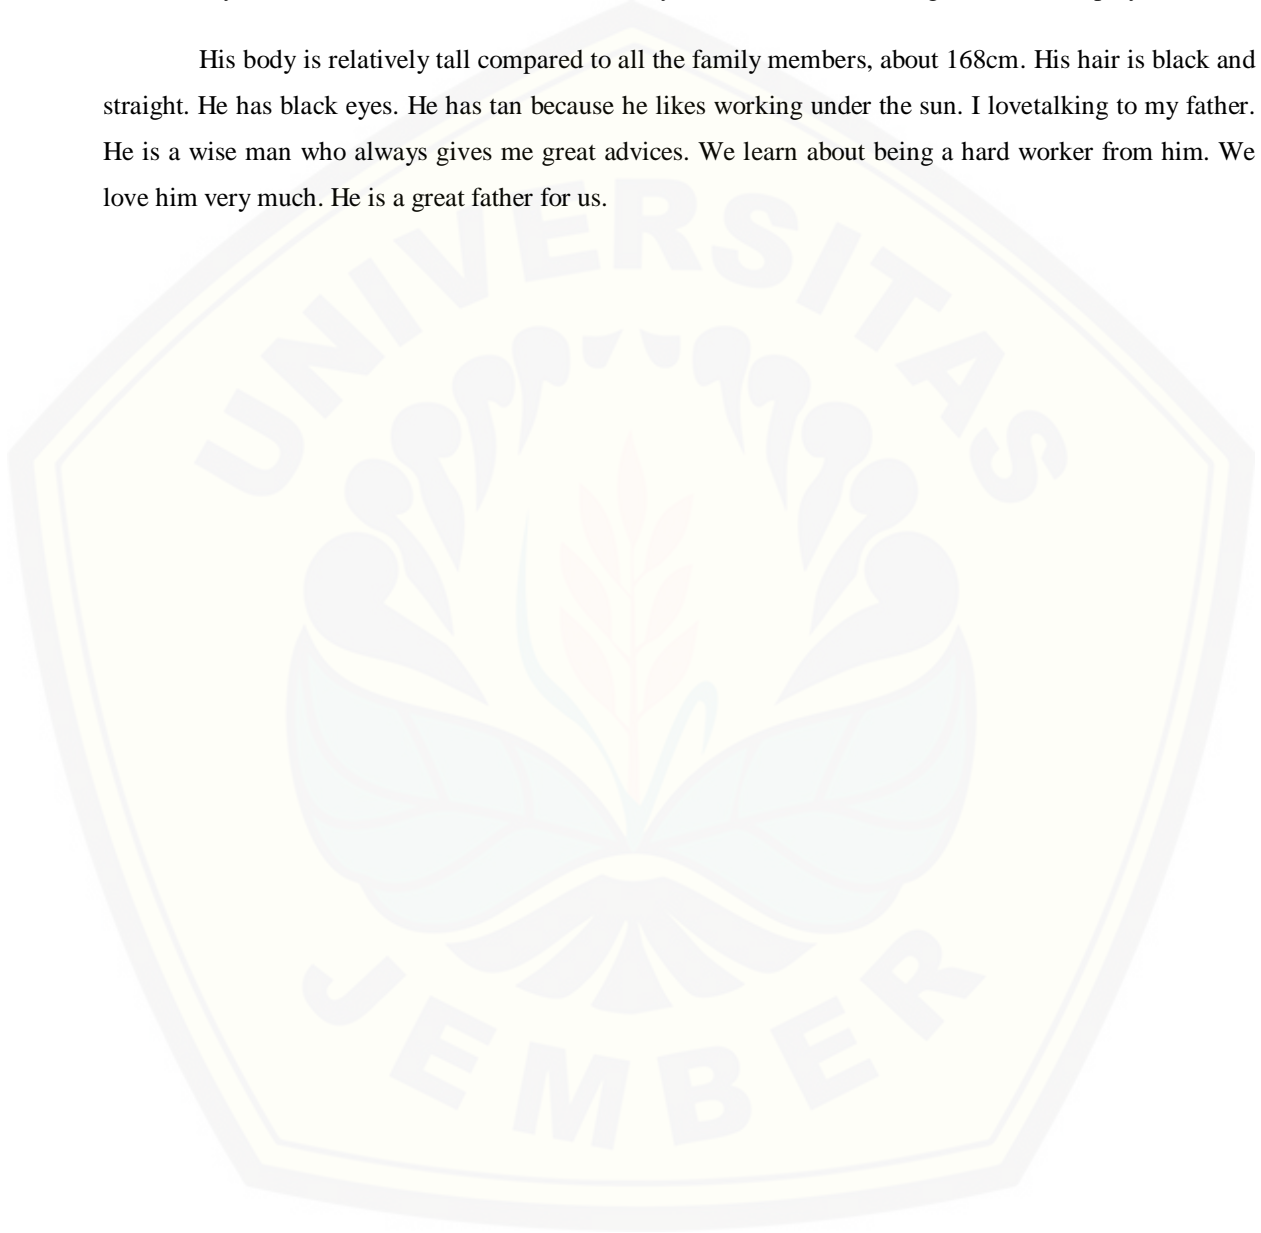 His body is relatively tall compared to all the family members, about 168cm. His hair is black and
straight. He has black eyes. He has tan because he likes working under the sun. I lovetalking to my father.
He is a wise man who always gives me great advices. We learn about being a hard worker from him. We
love him very much. He is a great father for us.
UNIVERSITAS
JEMBER